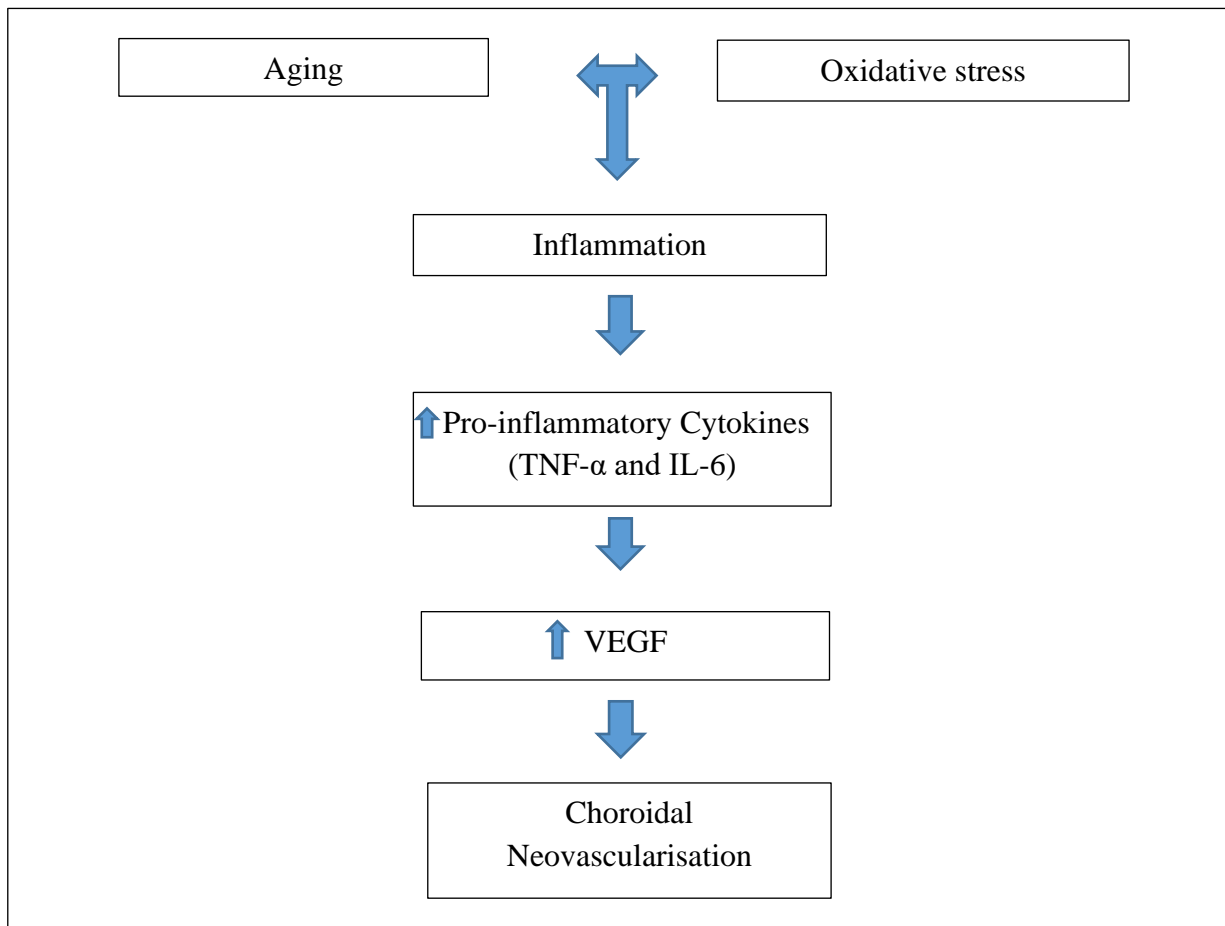 Aging
Oxidative stress
Inflammation
Pro-inflammatory Cytokines
(TNF-α and IL-6)
VEGF
Choroidal
Neovascularisation